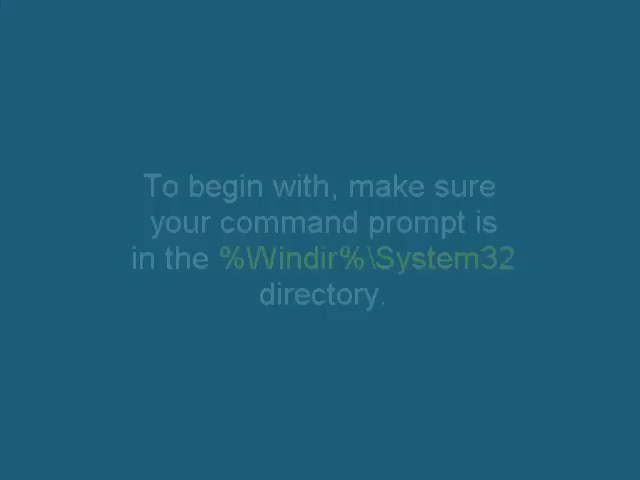 To begin with, make sure
your command prompt is
in the %Windir%\System32
directory.